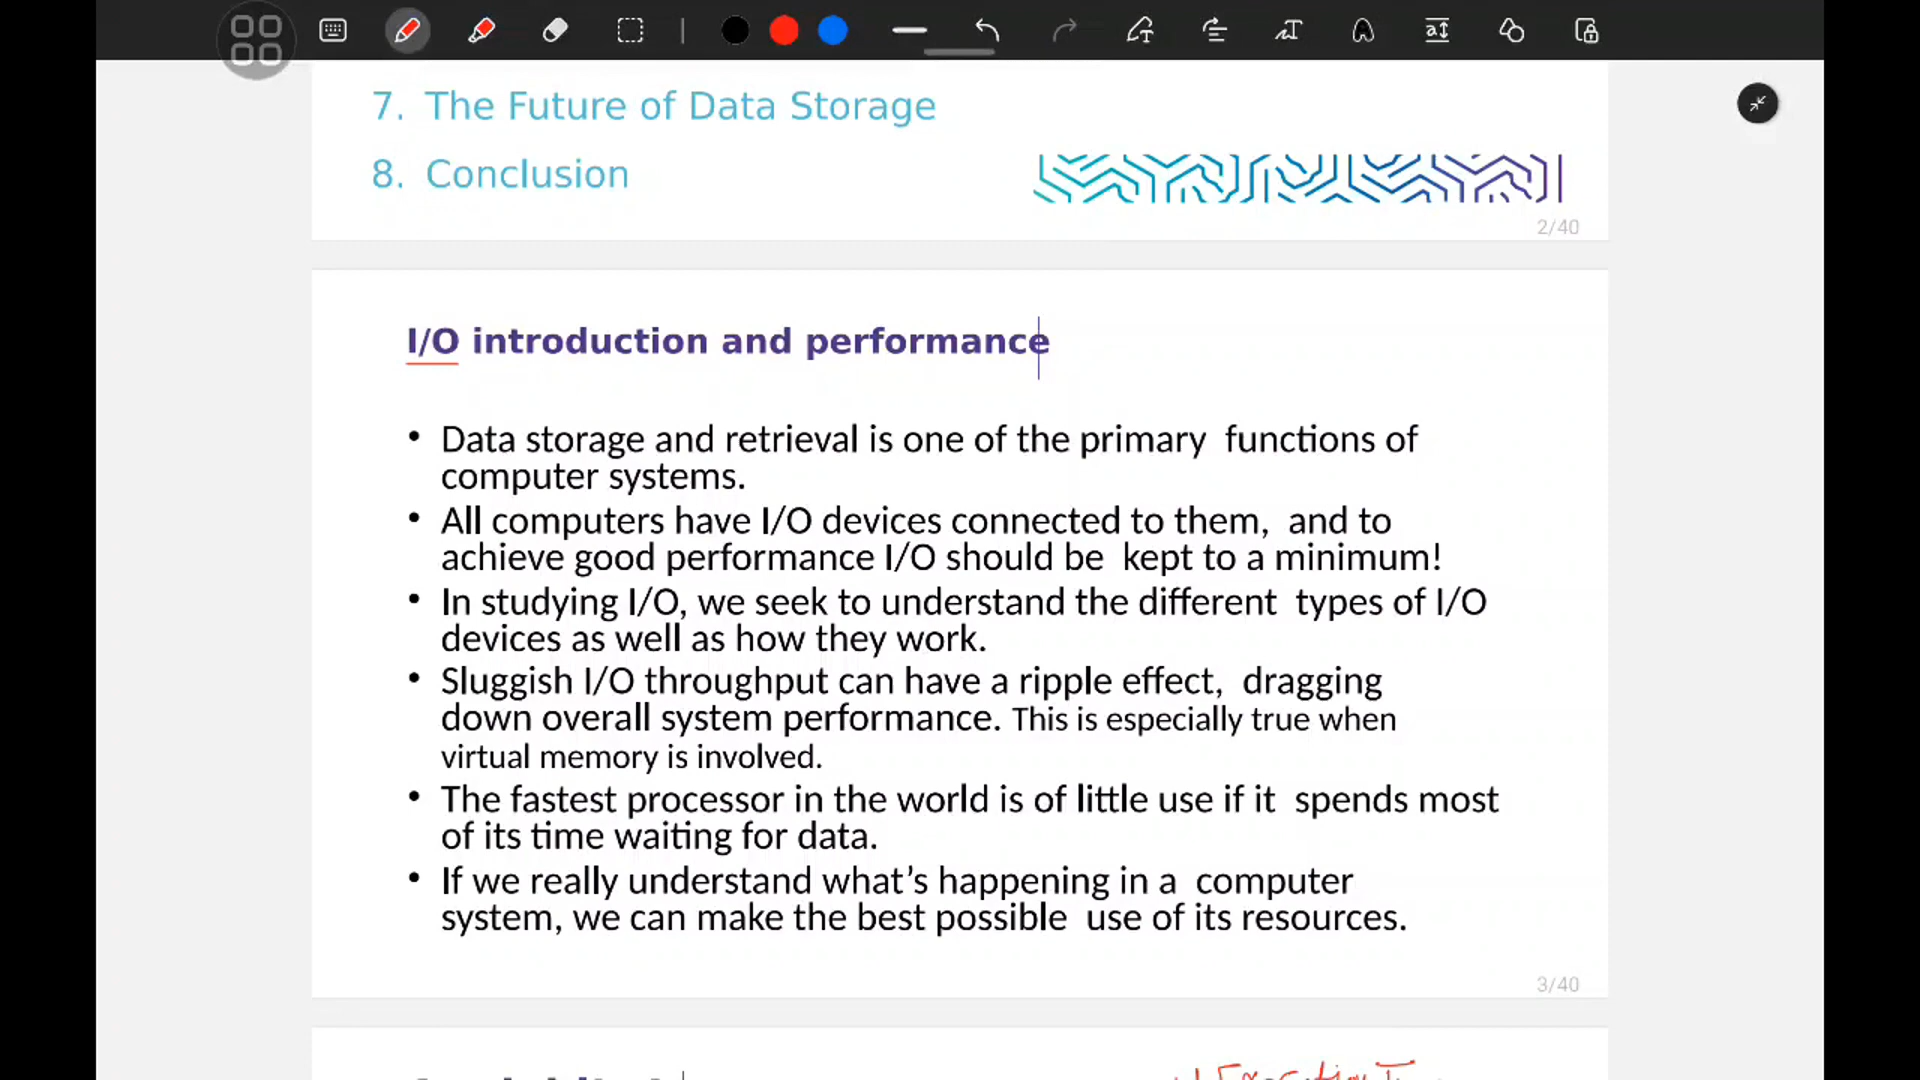 7. The Future of Data Storage
8. Conclusion
2/40
I/O introduction and performance
• Data storage and retrieval is one of the primary functions of
computer systems.
• All computers have I/O devices connected to them, and to
achieve good performance I/O should be kept to a minimum!
• In studying I/O, we seek to understand the different types of I/O
devices as well as how they work.
• Sluggish I/O throughput can have a ripple effect, dragging
down overall system performance. This is especially true when
virtual memory is involved.
• The fastest processor in the world is of little use if it spends most
of its time waiting for data.
• If we really understand what’s happening in a computer
system, we can make the best possible use of its resources.
3/40